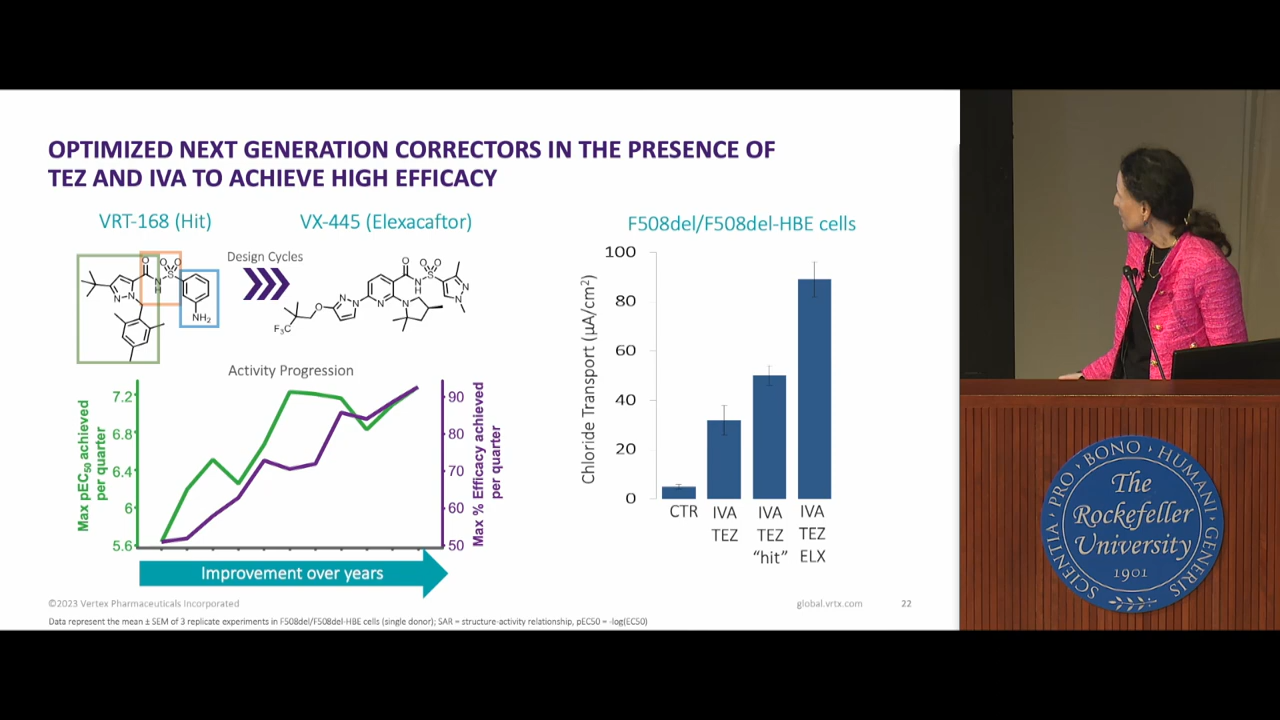 OPTIMIZED NEXT GENERATION CORRECTORS IN THE PRESENCE OF
TEZ AND IVA TO ACHIEVE HIGH EFFICACY
VRT-168 (Hit)
VX-445 (Elexacaftor)
Design Cycles
O
O O
S
N
H
N
N
NH₂
O
O O
S
N
H
N
N
O
N
N
N
N
F₃C
Activity Progression
Max pEC₅₀ achieved
per quarter
7.2
6.8
6.4
6
5.6
90
80
70
60
50
Max % Efficacy achieved
per quarter
Improvement over years
F508del/F508del-HBE cells
Chloride Transport (µA/cm²)
100
80
60
40
20
0
CTR
IVA
TEZ
IVA
TEZ
“hit”
IVA
TEZ
ELX
©2023 Vertex Pharmaceuticals Incorporated
global.vrtx.com
22
Data represent the mean ± SEM of 3 replicate experiments in F508del/F508del-HBE cells (single donor); SAR = structure-activity relationship, pEC50 = -log(EC50)
SCIENTIA PRO BONO HUMANI GENERIS
The
Rockefeller
University
1901